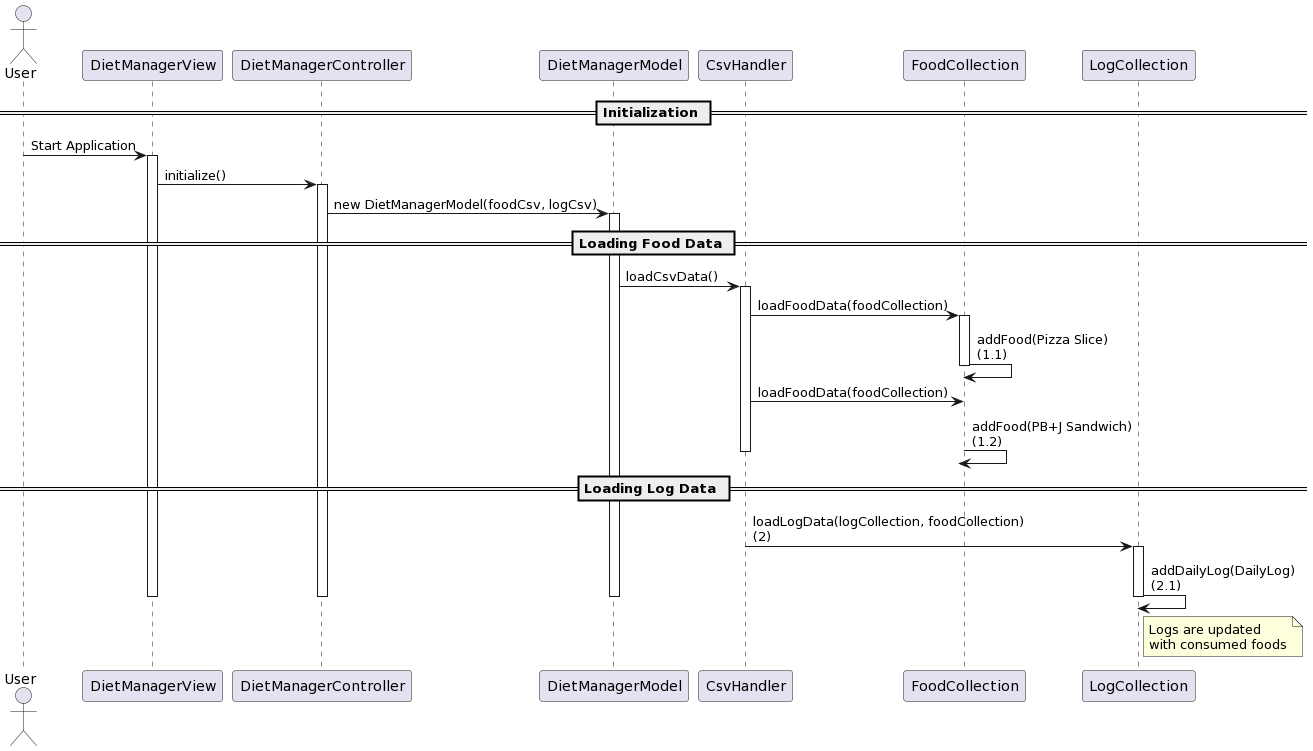 User
DietManagerView
DietManagerController
DietManagerModel
CsvHandler
FoodCollection
LogCollection
Initialization
Start Application
initialize()
new DietManagerModel(foodCsv, logCsv)
Loading Food Data
loadCsvData()
loadFoodData(foodCollection)
addFood(Pizza Slice)
(1.1)
loadFoodData(foodCollection)
addFood(PB+J Sandwich)
(1.2)
Loading Log Data
loadLogData(logCollection, foodCollection)
(2)
addDailyLog(DailyLog)
(2.1)
Logs are updated
with consumed foods
User
DietManagerView
DietManagerController
DietManagerModel
CsvHandler
FoodCollection
LogCollection